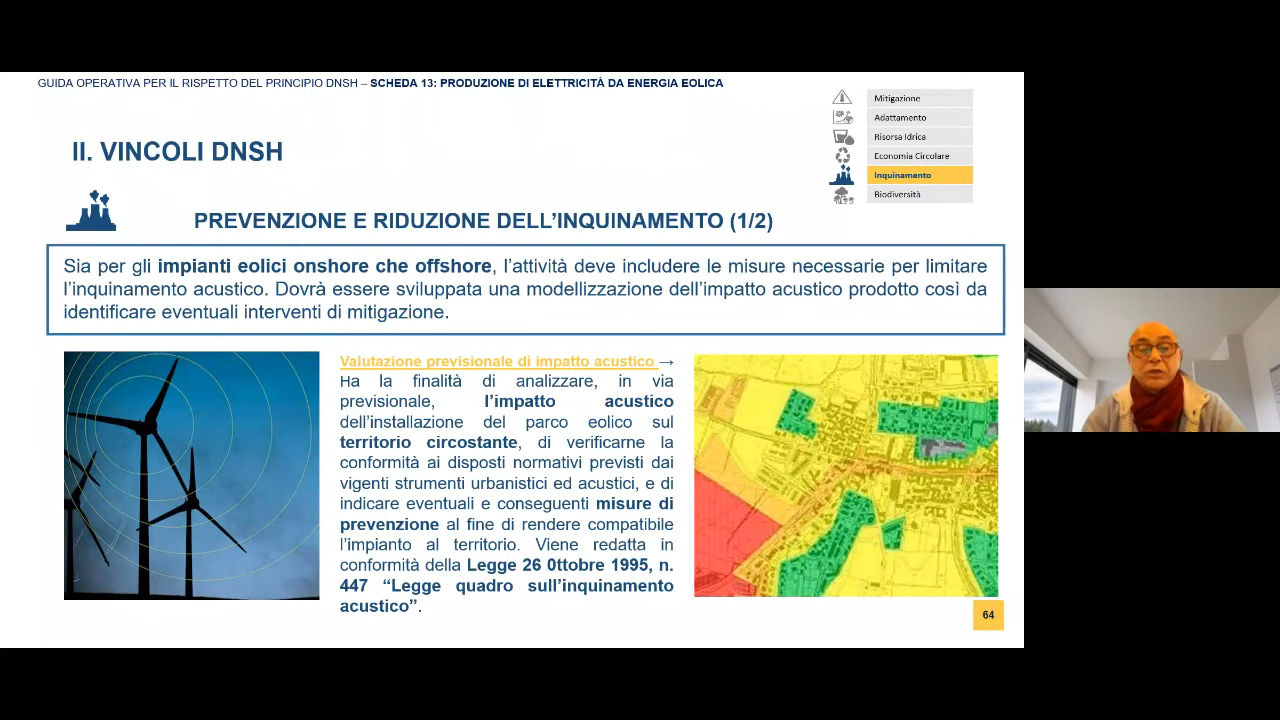 GUIDA OPERATIVA PER IL RISPETTO DEL PRINCIPIO DNSH – SCHEDA 13: PRODUZIONE DI ELETTRICITÀ DA ENERGIA EOLICA
Mitigazione
Adattamento
Risorsa Idrica
Economia Circolare
Inquinamento
Biodiversità
II. VINCOLI DNSH
PREVENZIONE E RIDUZIONE DELL'INQUINAMENTO (1/2)
Sia per gli impianti eolici onshore che offshore, l'attività deve includere le misure necessarie per limitare
l'inquinamento acustico. Dovrà essere sviluppata una modellizzazione dell'impatto acustico prodotto così da
identificare eventuali interventi di mitigazione.
Valutazione previsionale di impatto acustico →
Ha la finalità di analizzare, in via
previsionale, l'impatto acustico
dell'installazione del parco eolico sul
territorio circostante, di verificarne la
conformità ai disposti normativi previsti dai
vigenti strumenti urbanistici ed acustici, e di
indicare eventuali e conseguenti misure di
prevenzione al fine di rendere compatibile
l'impianto al territorio. Viene redatta in
conformità della Legge 26 0ttobre 1995, n.
447 “Legge quadro sull'inquinamento
acustico”.
64